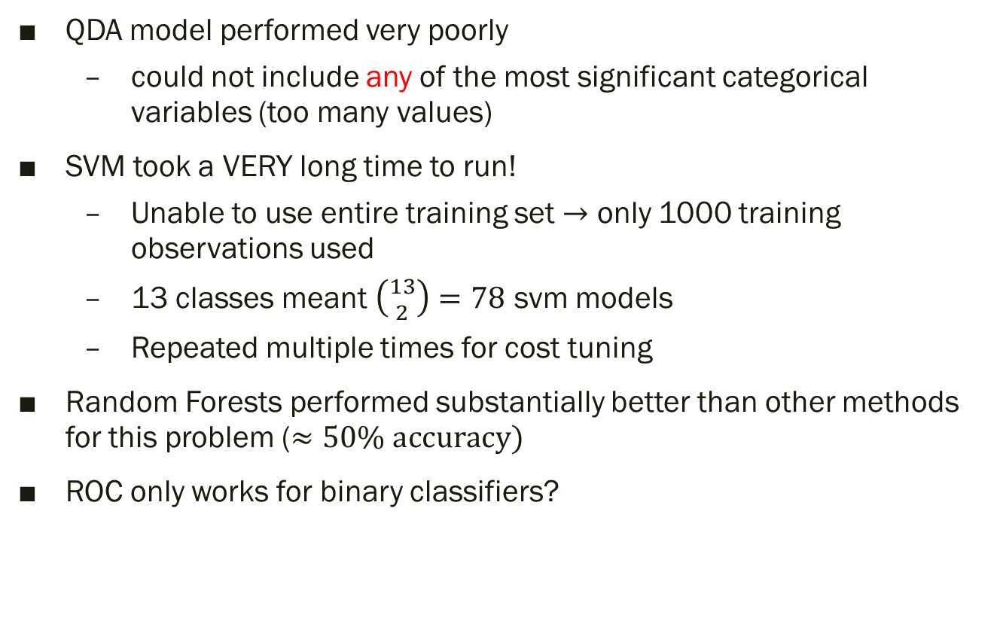 ■ QDA model performed very poorly
– could not include any of the most significant categorical
variables (too many values)
■ SVM took a VERY long time to run!
– Unable to use entire training set → only 1000 training
observations used
– 13 classes meant (13 2) = 78 svm models
– Repeated multiple times for cost tuning
■ Random Forests performed substantially better than other methods
for this problem (≈ 50% accuracy)
■ ROC only works for binary classifiers?